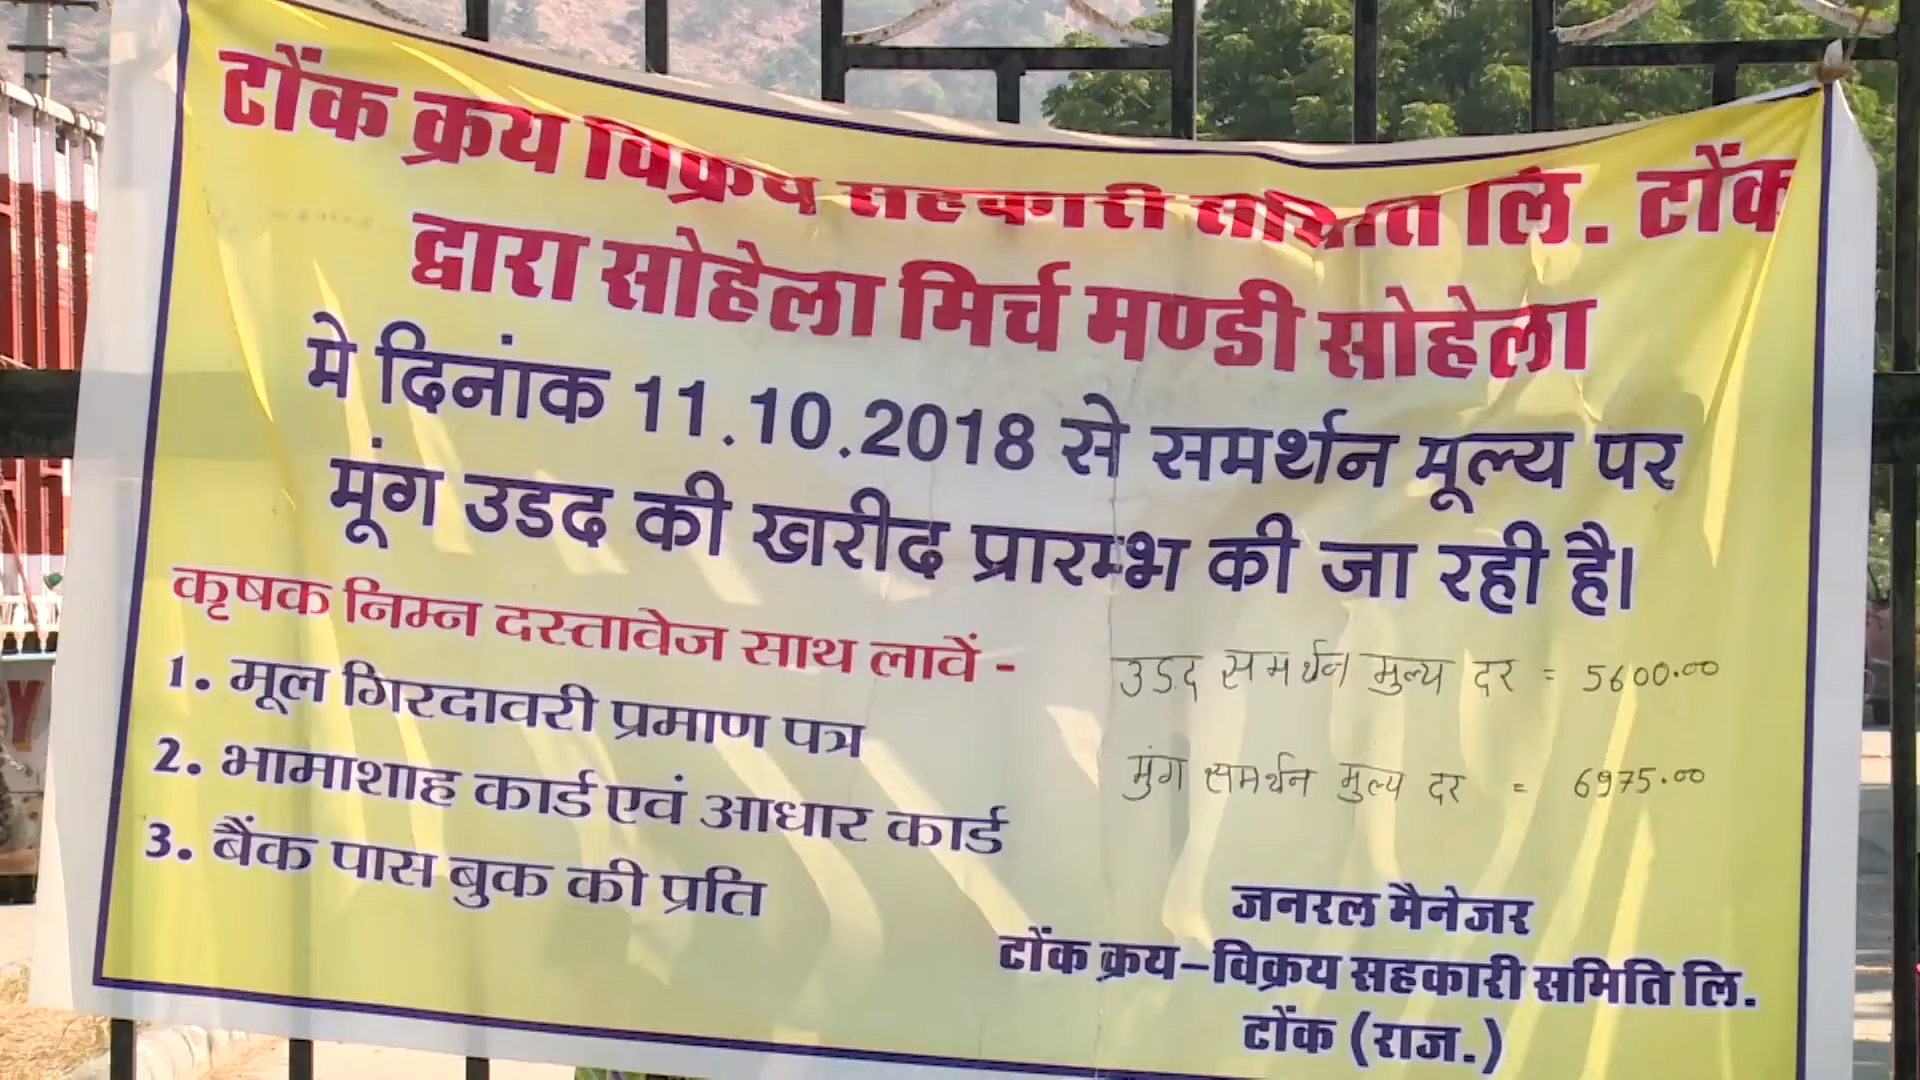 टोंक क्रय विक्रय सहकारी समिति लि. टोंक
द्वारा सोहेला मिर्च मण्डी सोहेला
मे दिनांक 11.10.2018 से समर्थन मूल्य पर
मूंग उडद की खरीद प्रारम्भ की जा रही है।
कृषक निम्न दस्तावेज साथ लावें -
1. मूल गिरदावरी प्रमाण पत्र
2. भामाशाह कार्ड एवं आधार कार्ड
3. बैंक पास बुक की प्रति
उडद समर्थन मुल्य दर = 5600.00
मुंग समर्थन मुल्य दर = 6975.00
जनरल मैनेजर
टोंक क्रय-विक्रय सहकारी समिति लि.
टोंक (राज.)
Y